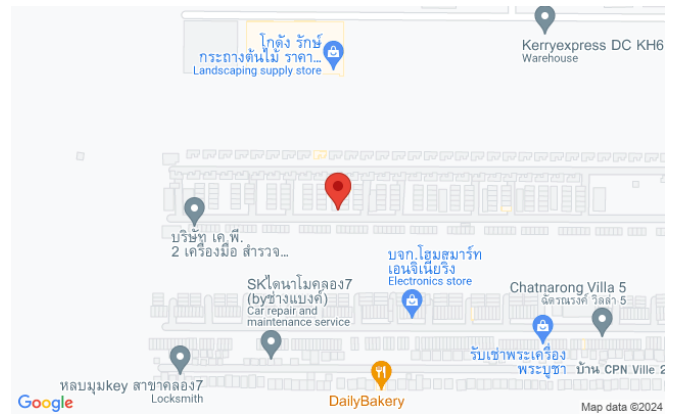 โกดัง รักษ์
กระถางต้นไม้ ราคา...
Landscaping supply store
Kerryexpress DC KH6
Warehouse
บริษัท เค.พี.
2 เครื่องมือ สำรวจ...
บจก.โฮมสมาร์ท
เอนจิเนียริง
Electronics store
SKไดนาโมคลอง7
(byช่างแบงค์)
Car repair and
maintenance service
Chatnarong Villa 5
ฉัตรณรงค์ วิลล่า 5
รับเช่าพระเครื่อง
พระบูชา
บ้าน CPN Ville 2
หลบมุมkey สาขาคลอง7
Locksmith
DailyBakery
Google
Map data ©2024